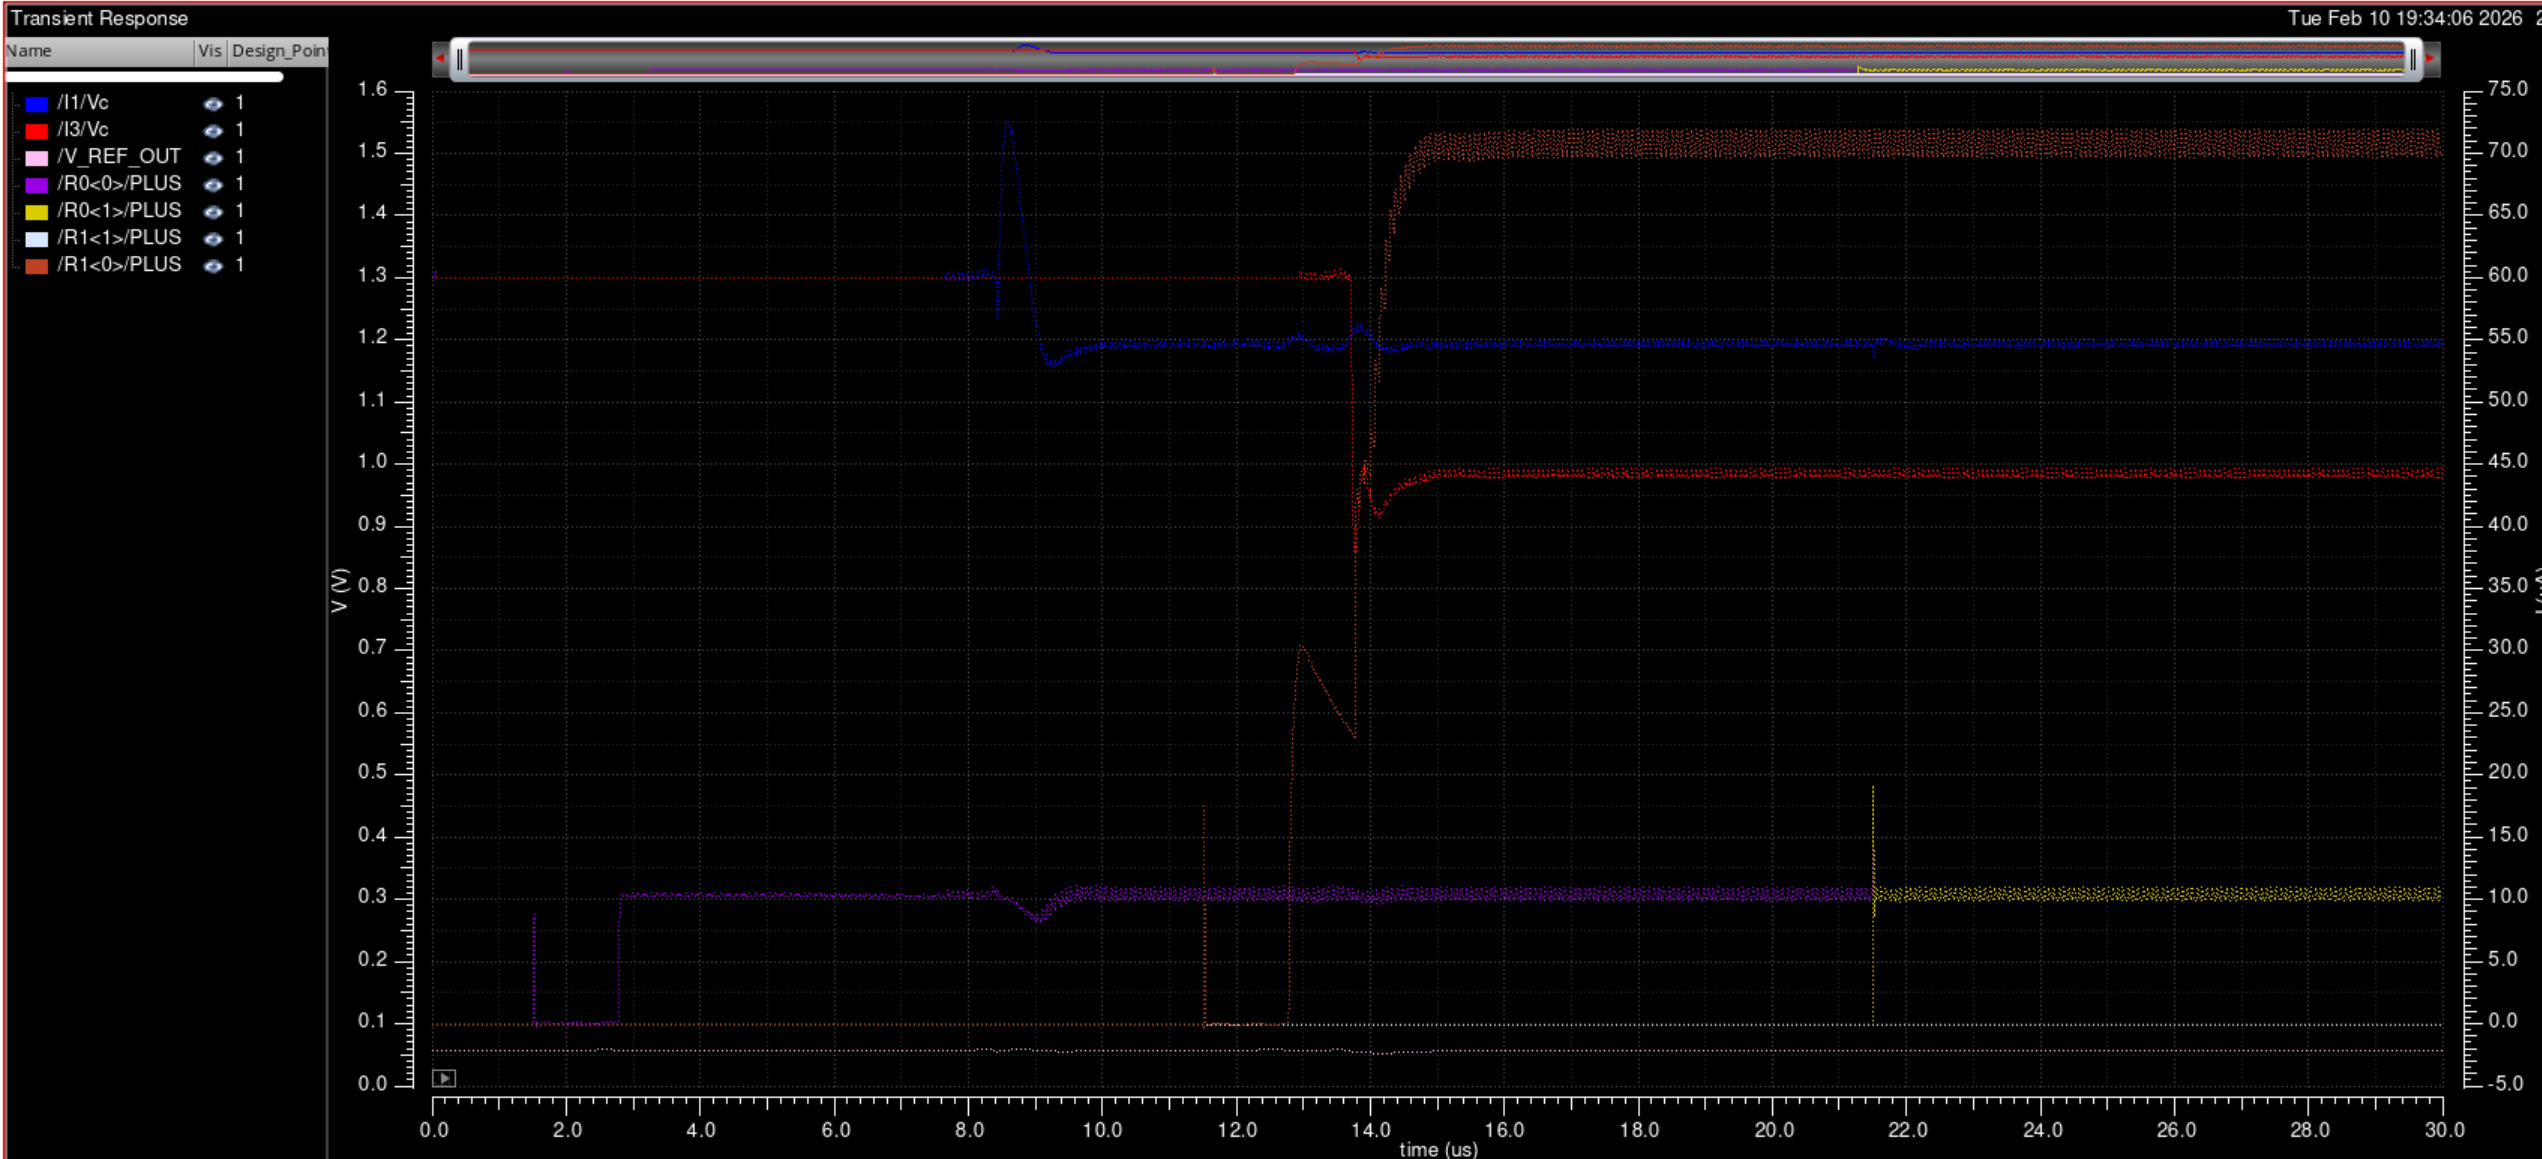 Transient Response
Tue Feb 10 19:34:06 2026 2
Name Vis Design_Poin
/I1/Vc 1
/I3/Vc 1
/V_REF_OUT 1
/R0<0>/PLUS 1
/R0<1>/PLUS 1
/R1<1>/PLUS 1
/R1<0>/PLUS 1
1.6
1.5
1.4
1.3
1.2
1.1
1.0
0.9
0.8
0.7
0.6
0.5
0.4
0.3
0.2
0.1
0.0
V (V)
75.0
70.0
65.0
60.0
55.0
50.0
45.0
40.0
35.0
30.0
25.0
20.0
15.0
10.0
5.0
0.0
-5.0
0.0 2.0 4.0 6.0 8.0 10.0 12.0 14.0 16.0 18.0 20.0 22.0 24.0 26.0 28.0 30.0
time (us)